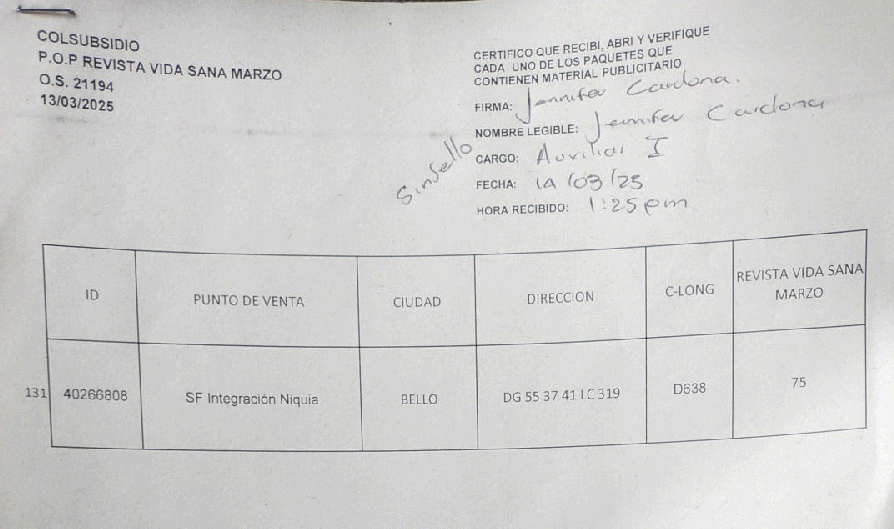 COLSUBSIDIO
P.O.P REVISTA VIDA SANA MARZO
O.S. 21194
13/03/2025
CERTIFICO QUE RECIBI, ABRI Y VERIFIQUE
CADA UNO DE LOS PAQUETES QUE
CONTIENEN MATERIAL PUBLICITARIO
FIRMA: Jennifer Cardona.
NOMBRE LEGIBLE: Jennifer Cardona
CARGO: Auxiliar I
FECHA: 14/03/25
HORA RECIBIDO: 1:25pm
Sin Sello
ID PUNTO DE VENTA CIUDAD DIRECCION C-LONG REVISTA VIDA SANA
MARZO
131 40266808 SF Integración Niquia BELLO DG 55 37 41 LC 319 D638 75